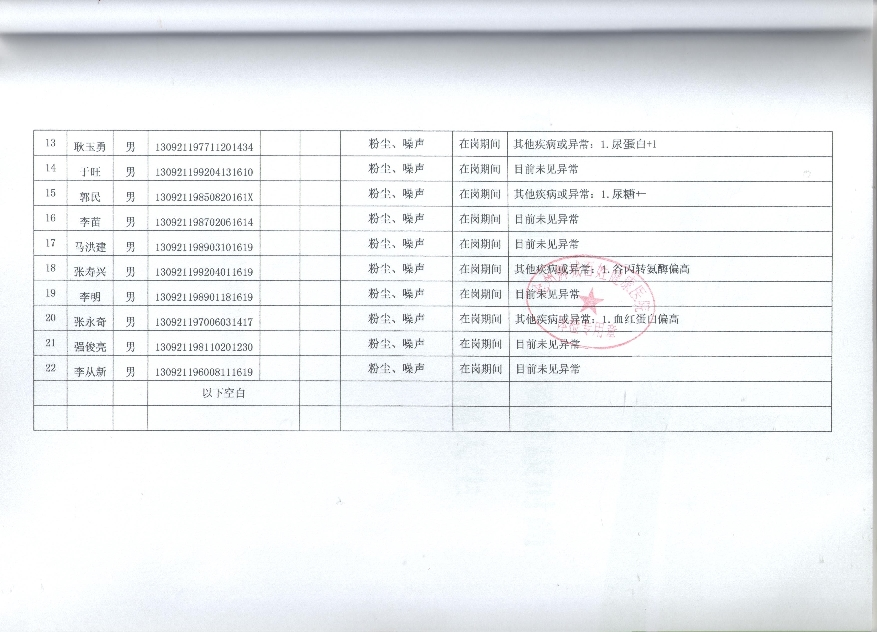 13 耿玉勇 男 130921197711201434 粉尘、噪声 在岗期间 其他疾病或异常：1.尿蛋白+1
14 于旺 男 130921199204131610 粉尘、噪声 在岗期间 目前未见异常
15 郭民 男 13092119850820161X 粉尘、噪声 在岗期间 其他疾病或异常：1.尿糖+-
16 李苗 男 130921198702061614 粉尘、噪声 在岗期间 目前未见异常
17 马洪建 男 130921198903101619 粉尘、噪声 在岗期间 目前未见异常
18 张寿兴 男 130921199204011619 粉尘、噪声 在岗期间 其他疾病或异常：1.谷丙转氨酶偏高
19 李明 男 130921198901181619 粉尘、噪声 在岗期间 目前未见异常
20 张永奇 男 130921197006031417 粉尘、噪声 在岗期间 其他疾病或异常：1.血红蛋白偏高
21 强俊亮 男 130921198110201230 粉尘、噪声 在岗期间 目前未见异常
22 李从新 男 130921196008111619 粉尘、噪声 在岗期间 目前未见异常
以下空白
专用章